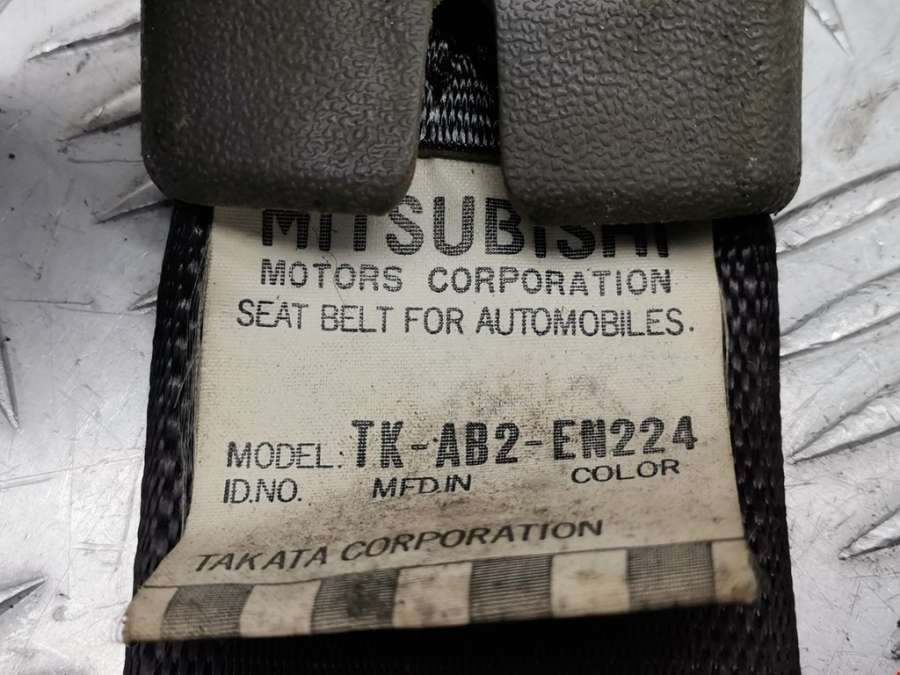 MITSUBISHI
MOTORS CORPORATION
SEAT BELT FOR AUTOMOBILES.
MODEL: TK-AB2-EN224
ID.NO. MFD.IN COLOR
TAKATA CORPORATION